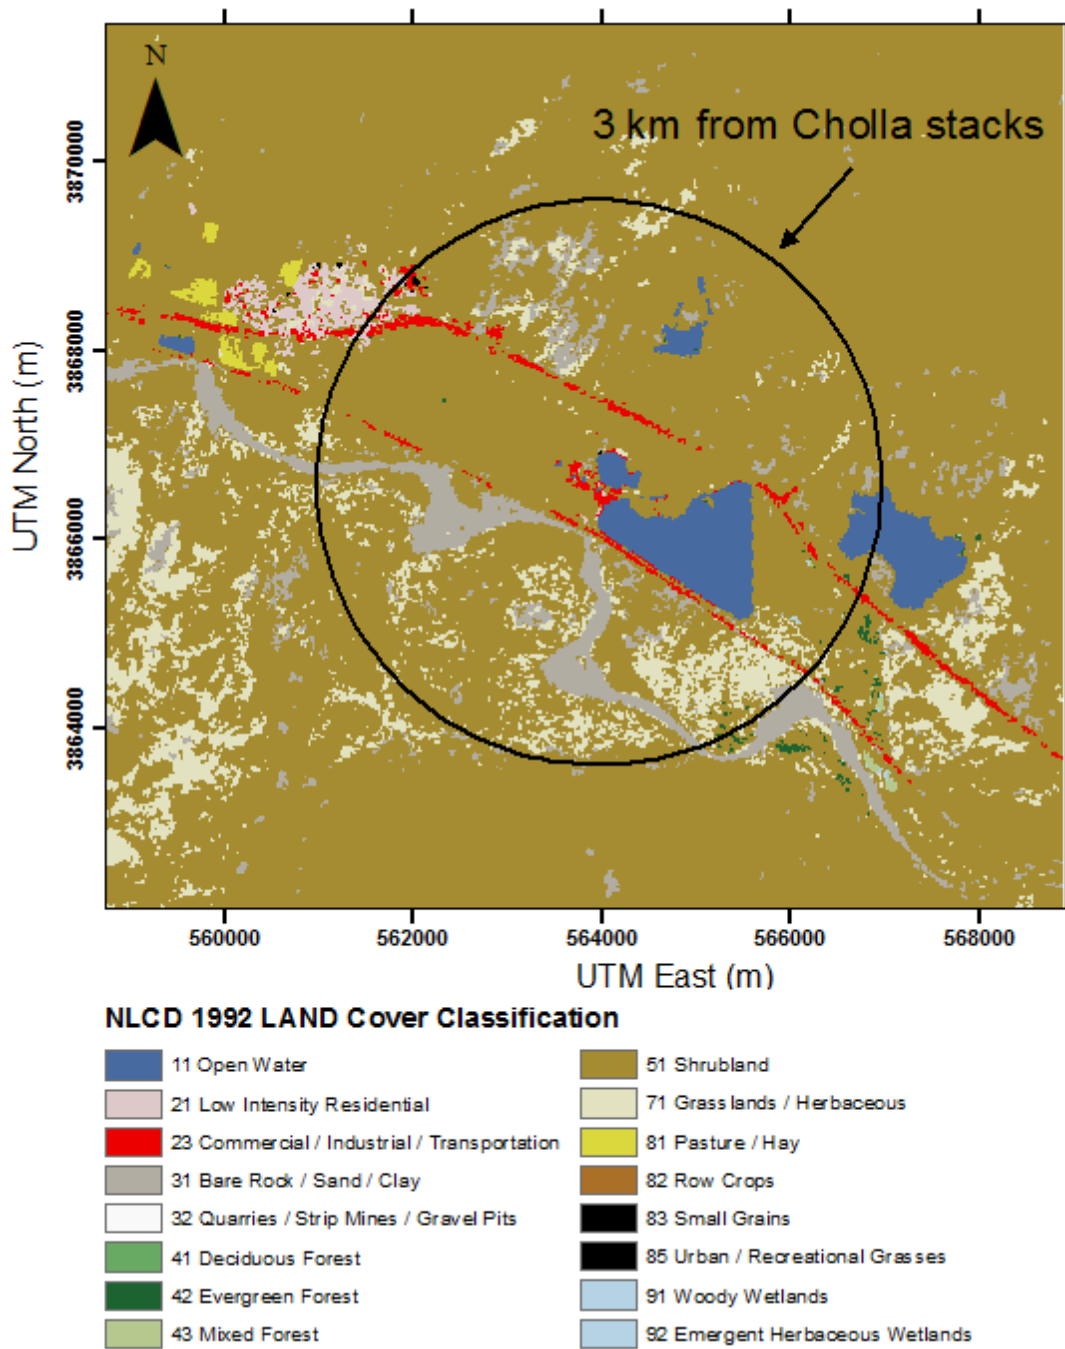 N
3 km from Cholla stacks
3870000
3868000
3866000
3864000
UTM North (m)
560000 562000 564000 566000 568000
UTM East (m)
NLCD 1992 LAND Cover Classification
11 Open Water
21 Low Intensity Residential
23 Commercial / Industrial / Transportation
31 Bare Rock / Sand / Clay
32 Quarries / Strip Mines / Gravel Pits
41 Deciduous Forest
42 Evergreen Forest
43 Mixed Forest
51 Shrubland
71 Grasslands / Herbaceous
81 Pasture / Hay
82 Row Crops
83 Small Grains
85 Urban / Recreational Grasses
91 Woody Wetlands
92 Emergent Herbaceous Wetlands